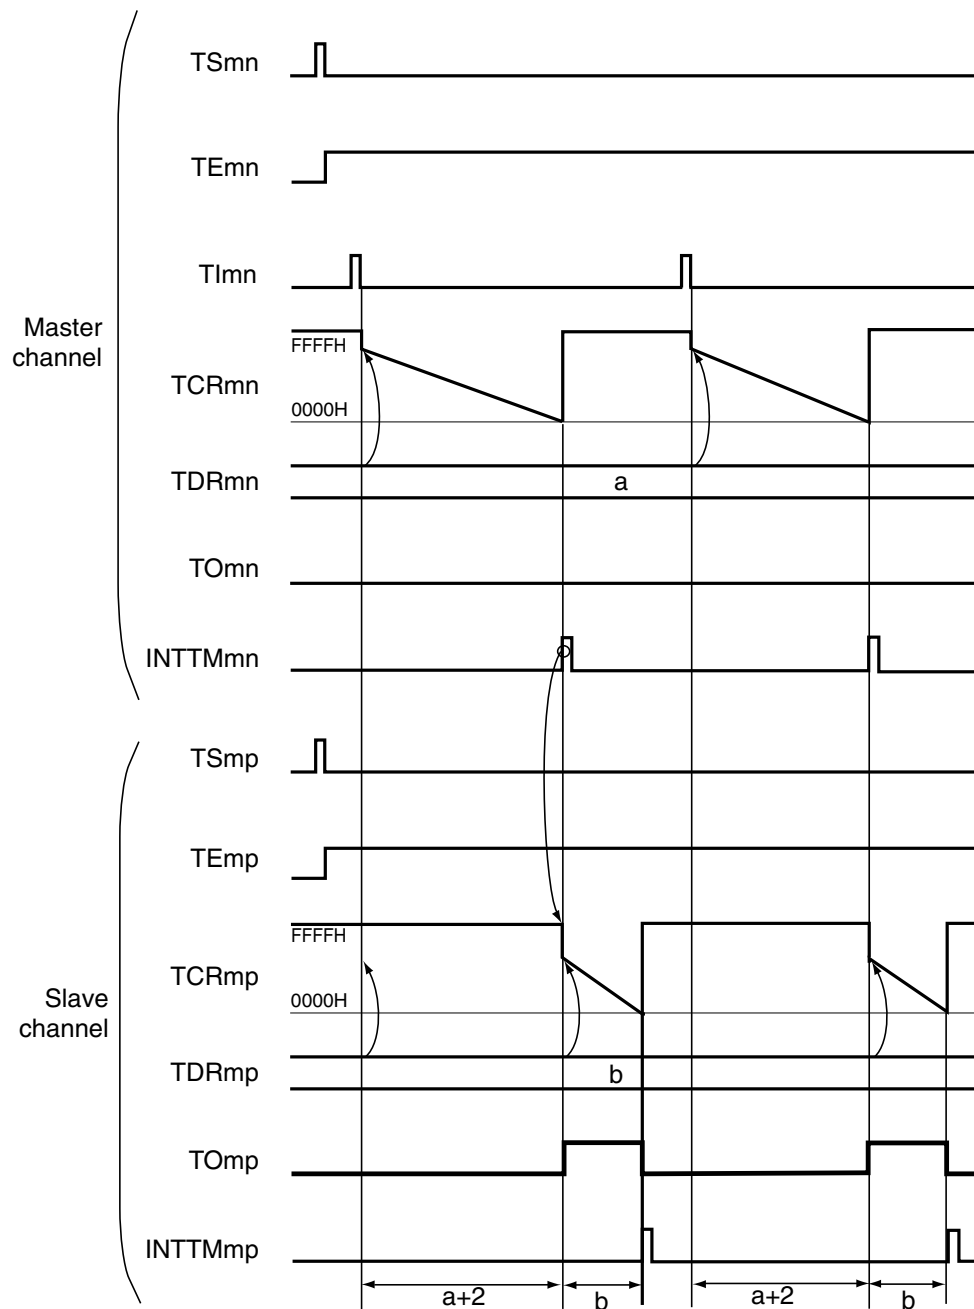 TSmn
TEmn
TImn
Master
channel
FFFFH
TCRmn
0000H
TDRmn
a
TOmn
INTTMmn
TSmp
TEmp
FFFFH
TCRmp
0000H
Slave
channel
TDRmp
b
TOmp
INTTMmp
a+2 b a+2 b